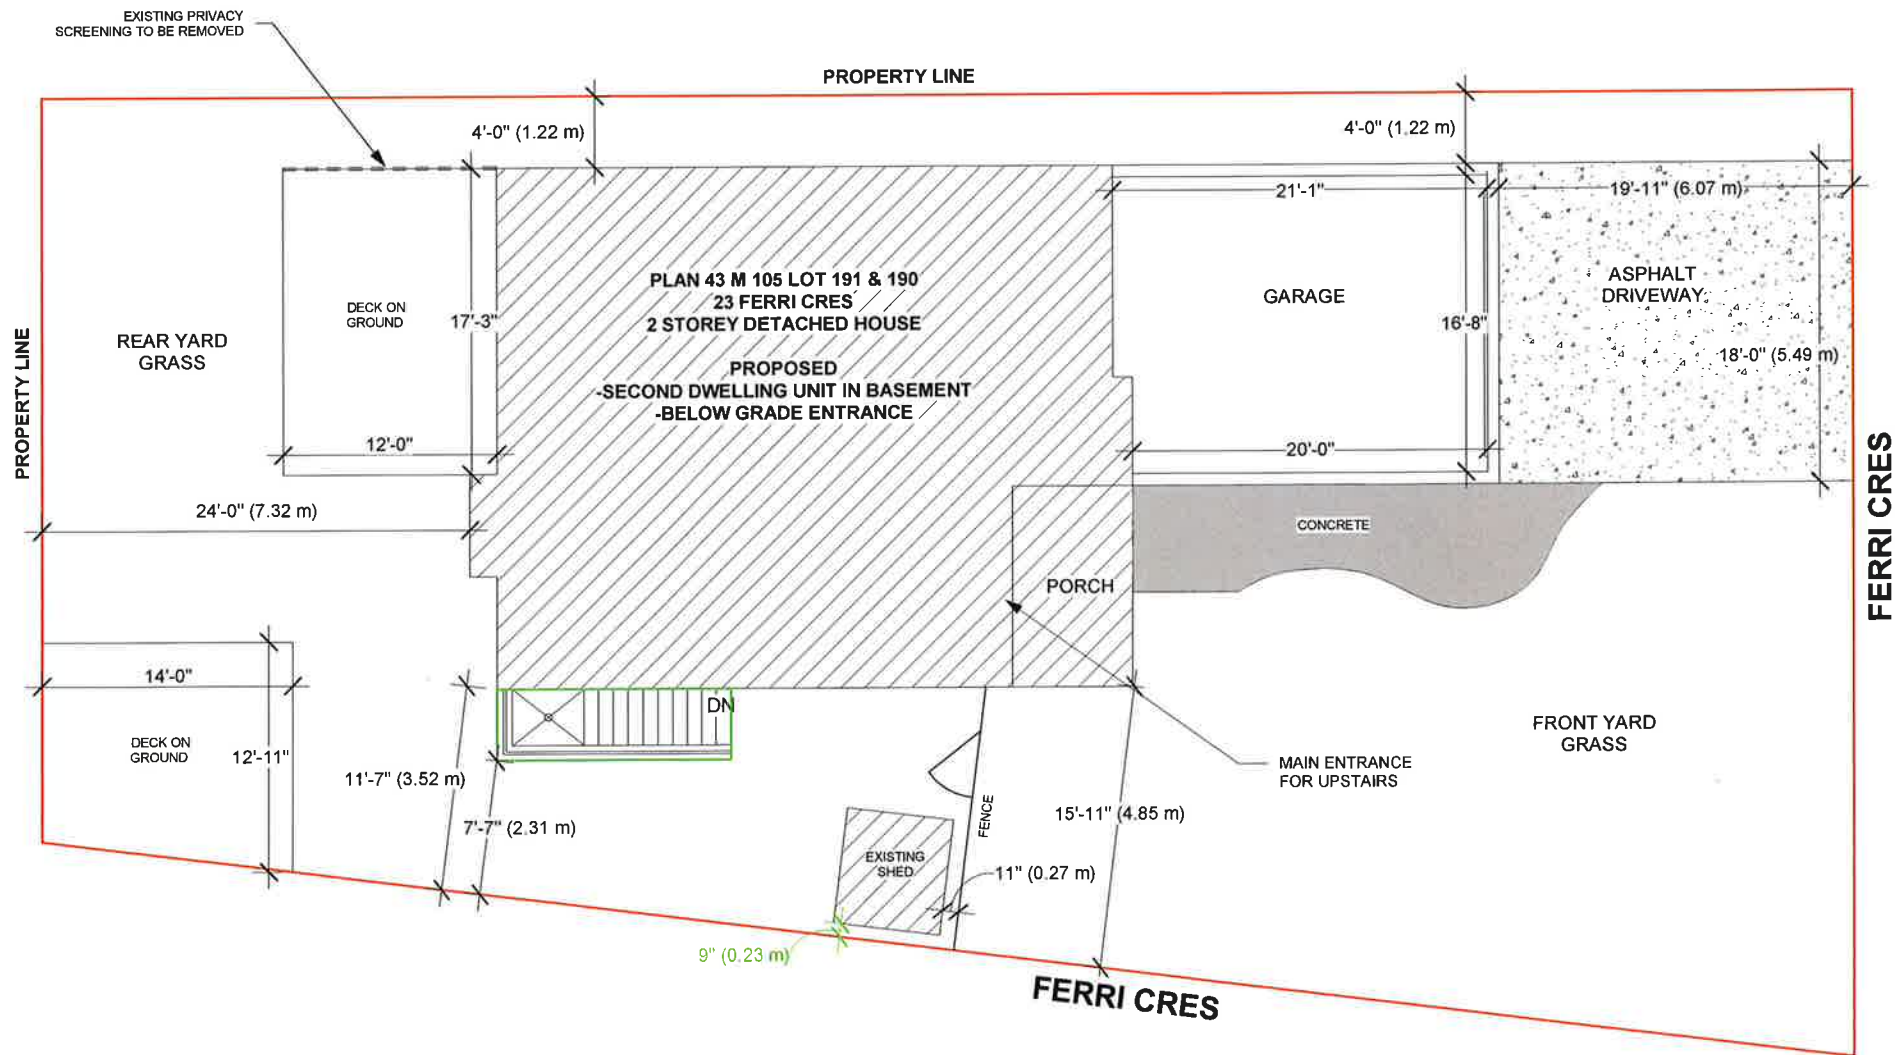 EXISTING PRIVACY
SCREENING TO BE REMOVED
PROPERTY LINE
4'-0" (1.22 m)
4'-0" (1.22 m)
21'-1"
19'-11" (6.07 m)
PLAN 43 M 105 LOT 191 & 190
23 FERRI CRES
2 STOREY DETACHED HOUSE
PROPOSED
-SECOND DWELLING UNIT IN BASEMENT
-BELOW GRADE ENTRANCE
GARAGE
ASPHALT
DRIVEWAY
DECK ON
GROUND
17'-3"
16'-8"
18'-0" (5.49 m)
REAR YARD
GRASS
PROPERTY LINE
12'-0"
20'-0"
FERRI CRES
24'-0" (7.32 m)
CONCRETE
PORCH
14'-0"
DN
FRONT YARD
GRASS
DECK ON
GROUND
12'-11"
11'-7" (3.52 m)
MAIN ENTRANCE
FOR UPSTAIRS
7'-7" (2.31 m)
FENCE
15'-11" (4.85 m)
EXISTING
SHED
11" (0.27 m)
9" (0.23 m)
FERRI CRES